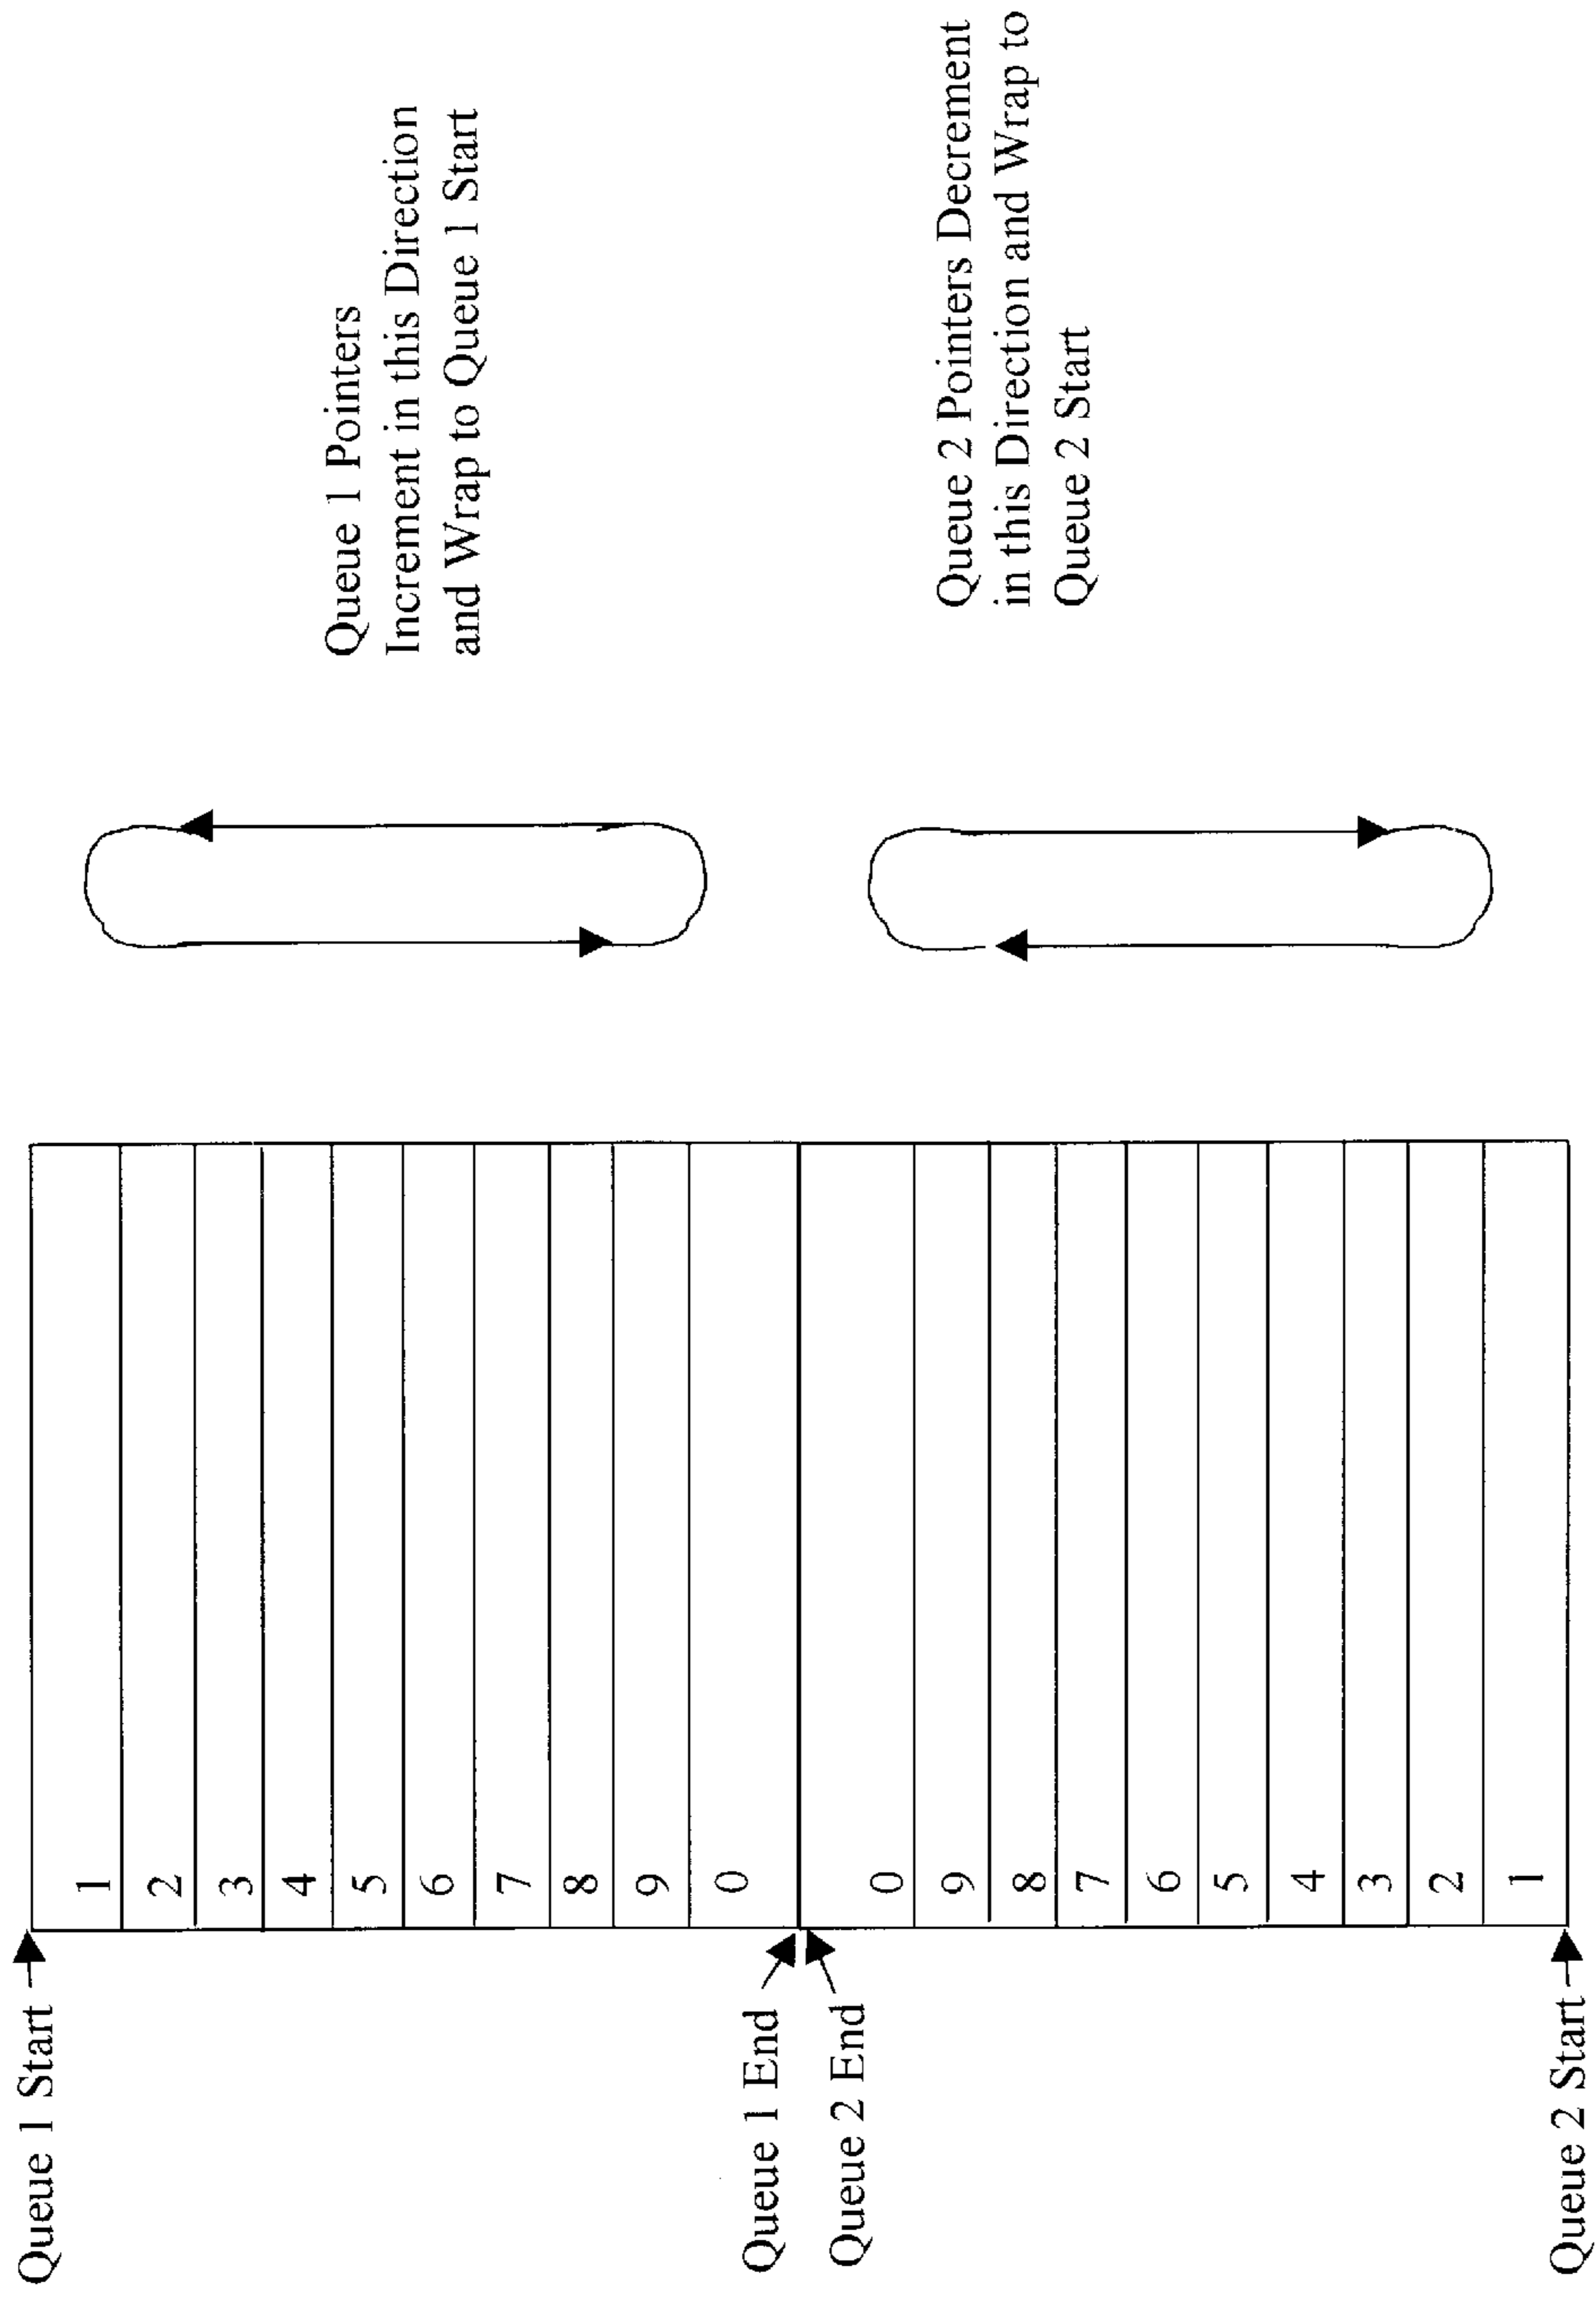 Queue 1 Start
Queue 1 End
Queue 2 End
Queue 2 Start
1
2
3
4
5
6
7
8
9
0
0
9
8
7
6
5
4
3
2
1
Queue 1 Pointers
Increment in this Direction
and Wrap to Queue 1 Start
Queue 2 Pointers Decrement
in this Direction and Wrap to
Queue 2 Start